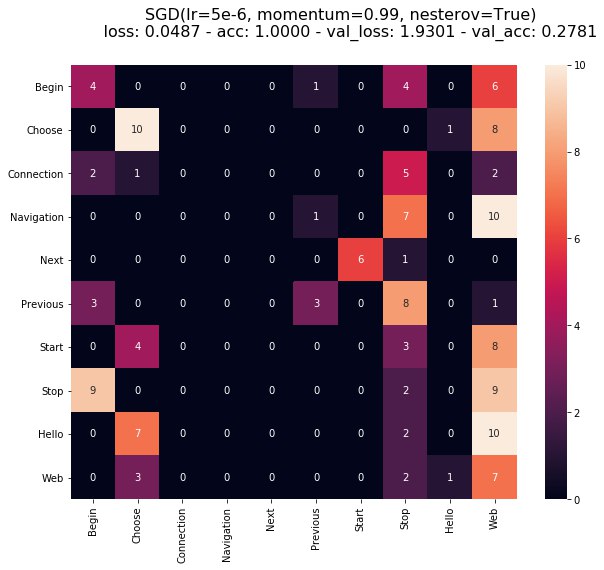 SGD(lr=5e-6, momentum=0.99, nesterov=True)
loss: 0.0487 - acc: 1.0000 - val_loss: 1.9301 - val_acc: 0.2781
Begin 4 0 0 0 0 1 0 4 0 6
Choose 0 10 0 0 0 0 0 0 1 8
Connection 2 1 0 0 0 0 0 5 0 2
Navigation 0 0 0 0 0 1 0 7 0 10
Next 0 0 0 0 0 0 6 1 0 0
Previous 3 0 0 0 0 3 0 8 0 1
Start 0 4 0 0 0 0 0 3 0 8
Stop 9 0 0 0 0 0 0 2 0 9
Hello 0 7 0 0 0 0 0 2 0 10
Web 0 3 0 0 0 0 0 2 1 7
Begin Choose Connection Navigation Next Previous Start Stop Hello Web
10
8
6
4
2
0